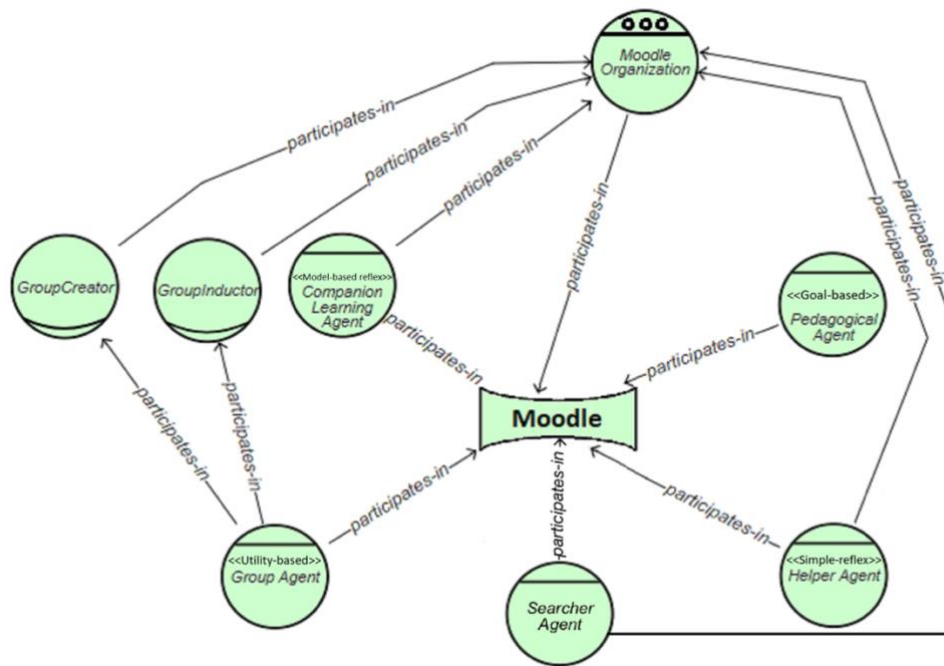 Moodle
Organization
participates-in
participates-in
participates-in
participates-in
participates-in
participates-in
GroupCreator
GroupInductor
<<Model-based reflex>>
Companion
Learning
Agent
<<Goal-based>>
Pedagogical
Agent
participates-in
participates-in
Moodle
participates-in
participates-in
participates-in
participates-in
participates-in
<<Utility-based>>
Group Agent
Searcher
Agent
<<Simple-reflex>>
Helper Agent